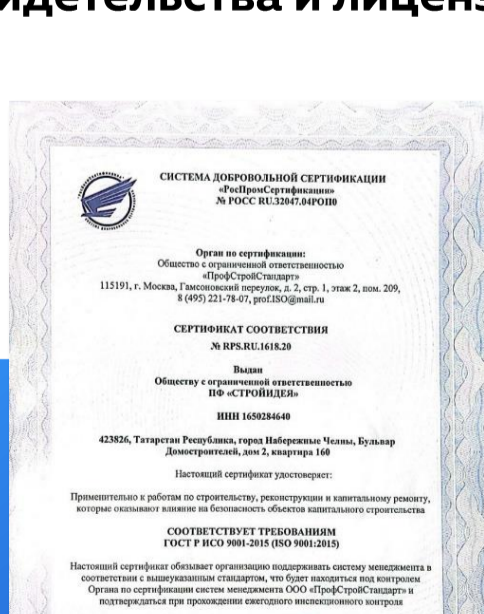 идетельства и лиценз
СИСТЕМА ДОБРОВОЛЬНОЙ СЕРТИФИКАЦИИ
«РосПромСертификация»
№ РОСС RU.32047.04РОП0
Орган по сертификации:
Общество с ограниченной ответственностью
«ПрофСтройСтандарт»
115191, г. Москва, Гамсоновский переулок, д. 2, стр. 1, этаж 2, пом. 209,
8 (495) 221-78-07, prof.ISO@mail.ru
СЕРТИФИКАТ СООТВЕТСТВИЯ
№ RPS.RU.1618.20
Выдан
Обществу с ограниченной ответственностью
ПФ «СТРОЙИДЕЯ»
ИНН 1650284640
423826, Татарстан Республика, город Набережные Челны, Бульвар
Домостроителей, дом 2, квартира 160
Настоящий сертификат удостоверяет:
Применительно к работам по строительству, реконструкции и капитальному ремонту,
которые оказывают влияние на безопасность объектов капитального строительства
СООТВЕТСТВУЕТ ТРЕБОВАНИЯМ
ГОСТ Р ИСО 9001-2015 (ISO 9001:2015)
Настоящий сертификат обязывает организацию поддерживать систему менеджмента в
соответствии с вышеуказанным стандартом, что будет находиться под контролем
Органа по сертификации систем менеджмента ООО «ПрофСтройСтандарт» и
подтверждаться при прохождении ежегодного инспекционного контроля